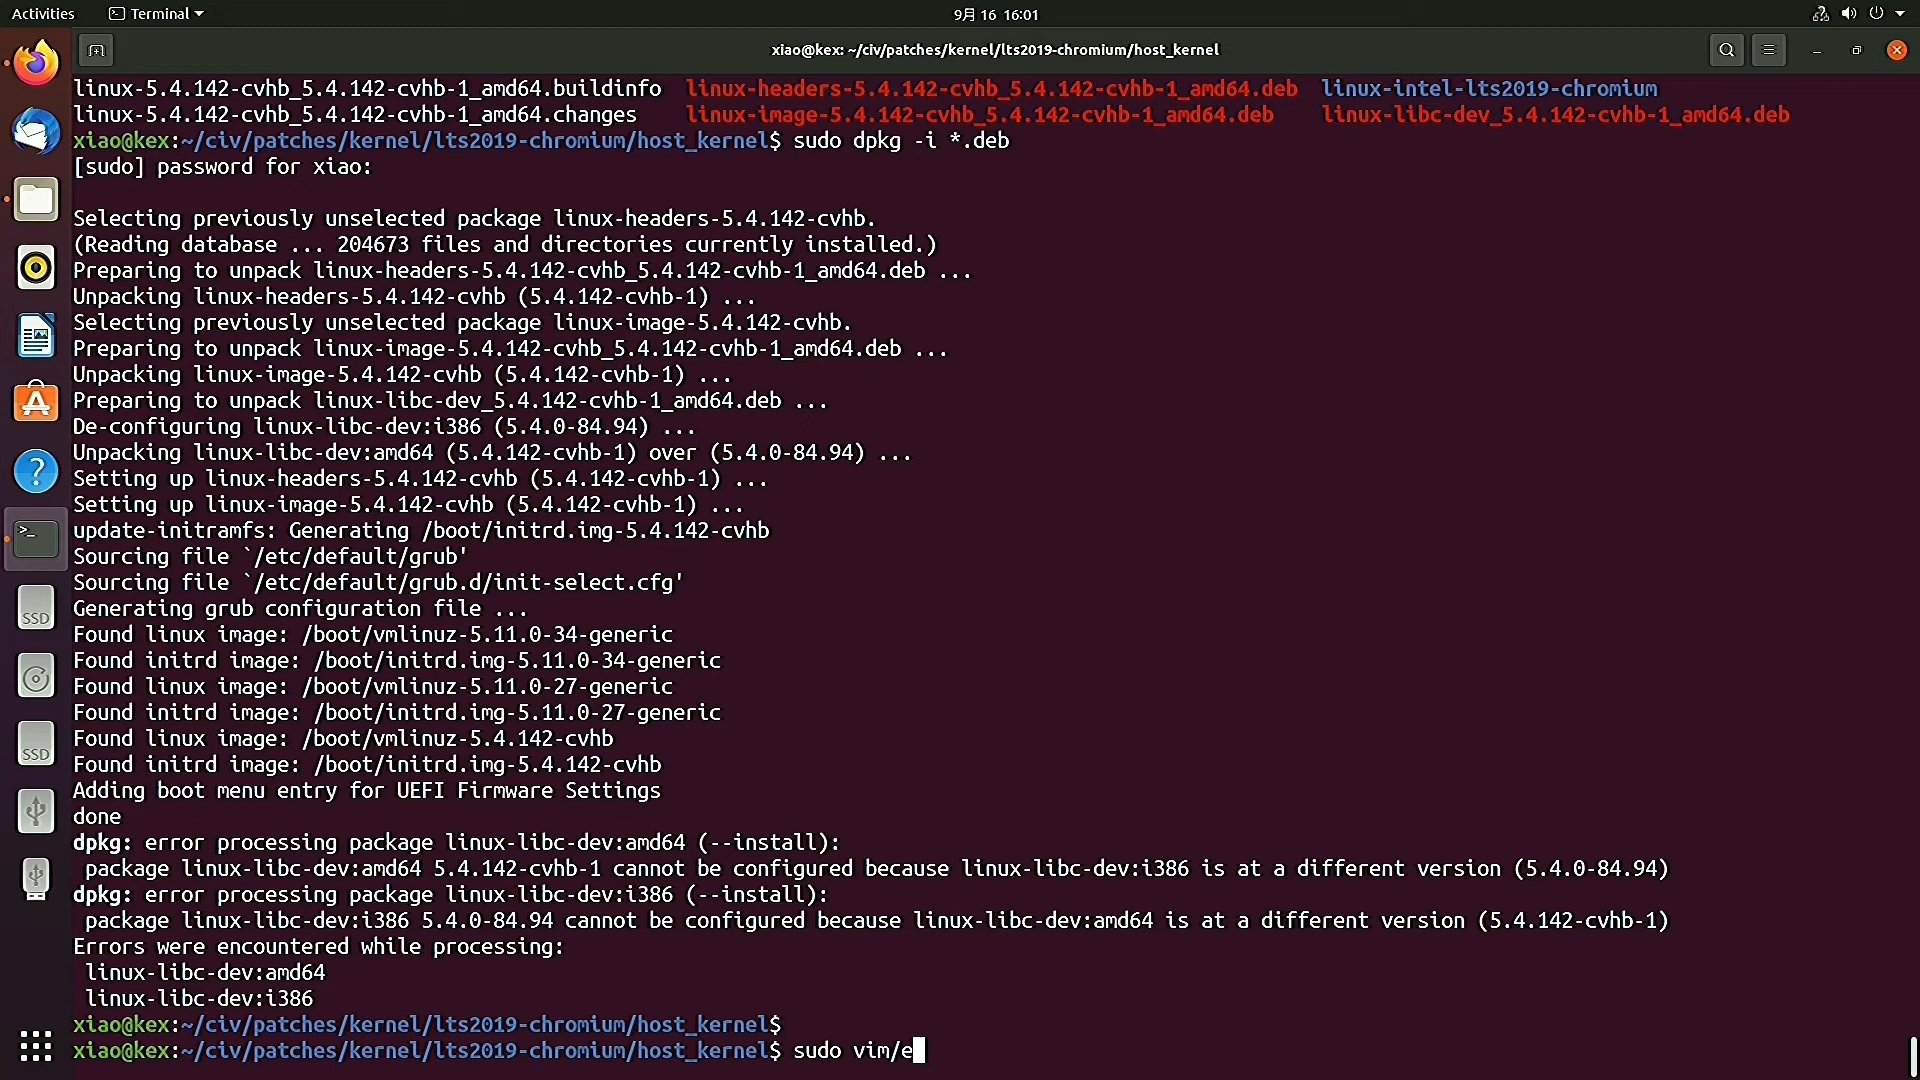 Activities
Terminal
9月 16 16:01
xiao@kex: ~/civ/patches/kernel/lts2019-chromium/host_kernel
linux-5.4.142-cvhb_5.4.142-cvhb-1_amd64.buildinfo linux-headers-5.4.142-cvhb_5.4.142-cvhb-1_amd64.deb linux-intel-lts2019-chromium
linux-5.4.142-cvhb_5.4.142-cvhb-1_amd64.changes linux-image-5.4.142-cvhb_5.4.142-cvhb-1_amd64.deb linux-libc-dev_5.4.142-cvhb-1_amd64.deb
xiao@kex:~/civ/patches/kernel/lts2019-chromium/host_kernel$ sudo dpkg -i *.deb
[sudo] password for xiao:
Selecting previously unselected package linux-headers-5.4.142-cvhb.
(Reading database ... 204673 files and directories currently installed.)
Preparing to unpack linux-headers-5.4.142-cvhb_5.4.142-cvhb-1_amd64.deb ...
Unpacking linux-headers-5.4.142-cvhb (5.4.142-cvhb-1) ...
Selecting previously unselected package linux-image-5.4.142-cvhb.
Preparing to unpack linux-image-5.4.142-cvhb_5.4.142-cvhb-1_amd64.deb ...
Unpacking linux-image-5.4.142-cvhb (5.4.142-cvhb-1) ...
Preparing to unpack linux-libc-dev_5.4.142-cvhb-1_amd64.deb ...
De-configuring linux-libc-dev:i386 (5.4.0-84.94) ...
Unpacking linux-libc-dev:amd64 (5.4.142-cvhb-1) over (5.4.0-84.94) ...
Setting up linux-headers-5.4.142-cvhb (5.4.142-cvhb-1) ...
Setting up linux-image-5.4.142-cvhb (5.4.142-cvhb-1) ...
update-initramfs: Generating /boot/initrd.img-5.4.142-cvhb
Sourcing file `/etc/default/grub'
Sourcing file `/etc/default/grub.d/init-select.cfg'
Generating grub configuration file ...
Found linux image: /boot/vmlinuz-5.11.0-34-generic
Found initrd image: /boot/initrd.img-5.11.0-34-generic
Found linux image: /boot/vmlinuz-5.11.0-27-generic
Found initrd image: /boot/initrd.img-5.11.0-27-generic
Found linux image: /boot/vmlinuz-5.4.142-cvhb
Found initrd image: /boot/initrd.img-5.4.142-cvhb
Adding boot menu entry for UEFI Firmware Settings
done
dpkg: error processing package linux-libc-dev:amd64 (--install):
package linux-libc-dev:amd64 5.4.142-cvhb-1 cannot be configured because linux-libc-dev:i386 is at a different version (5.4.0-84.94)
dpkg: error processing package linux-libc-dev:i386 (--install):
package linux-libc-dev:i386 5.4.0-84.94 cannot be configured because linux-libc-dev:amd64 is at a different version (5.4.142-cvhb-1)
Errors were encountered while processing:
linux-libc-dev:amd64
linux-libc-dev:i386
xiao@kex:~/civ/patches/kernel/lts2019-chromium/host_kernel$
xiao@kex:~/civ/patches/kernel/lts2019-chromium/host_kernel$ sudo vim/e
SSD
SSD